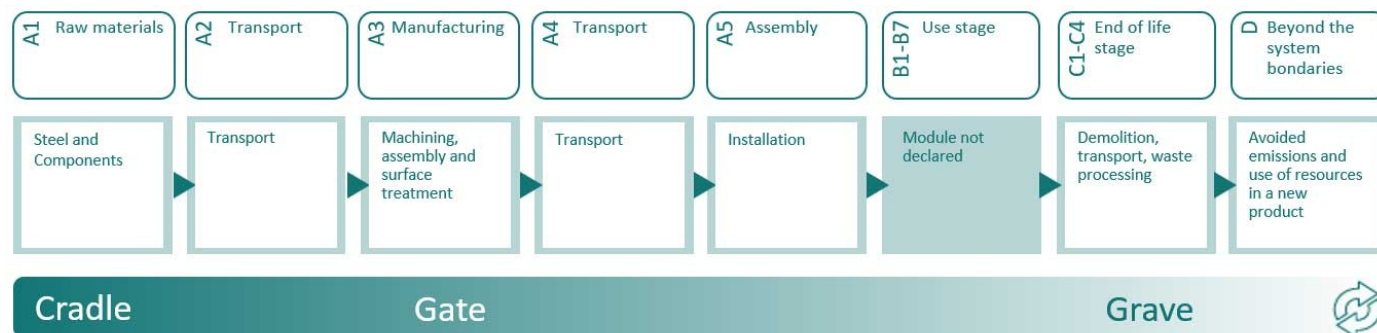 A1 Raw materials
A2 Transport
A3 Manufacturing
A4 Transport
A5 Assembly
B1-B7 Use stage
C1-C4 End of life
stage
D Beyond the
system
bondaries
Steel and
Components
Transport
Machining,
assembly and
surface
treatment
Transport
Installation
Module not
declared
Demolition,
transport, waste
processing
Avoided
emissions and
use of resources
in a new
product
Cradle
Gate
Grave